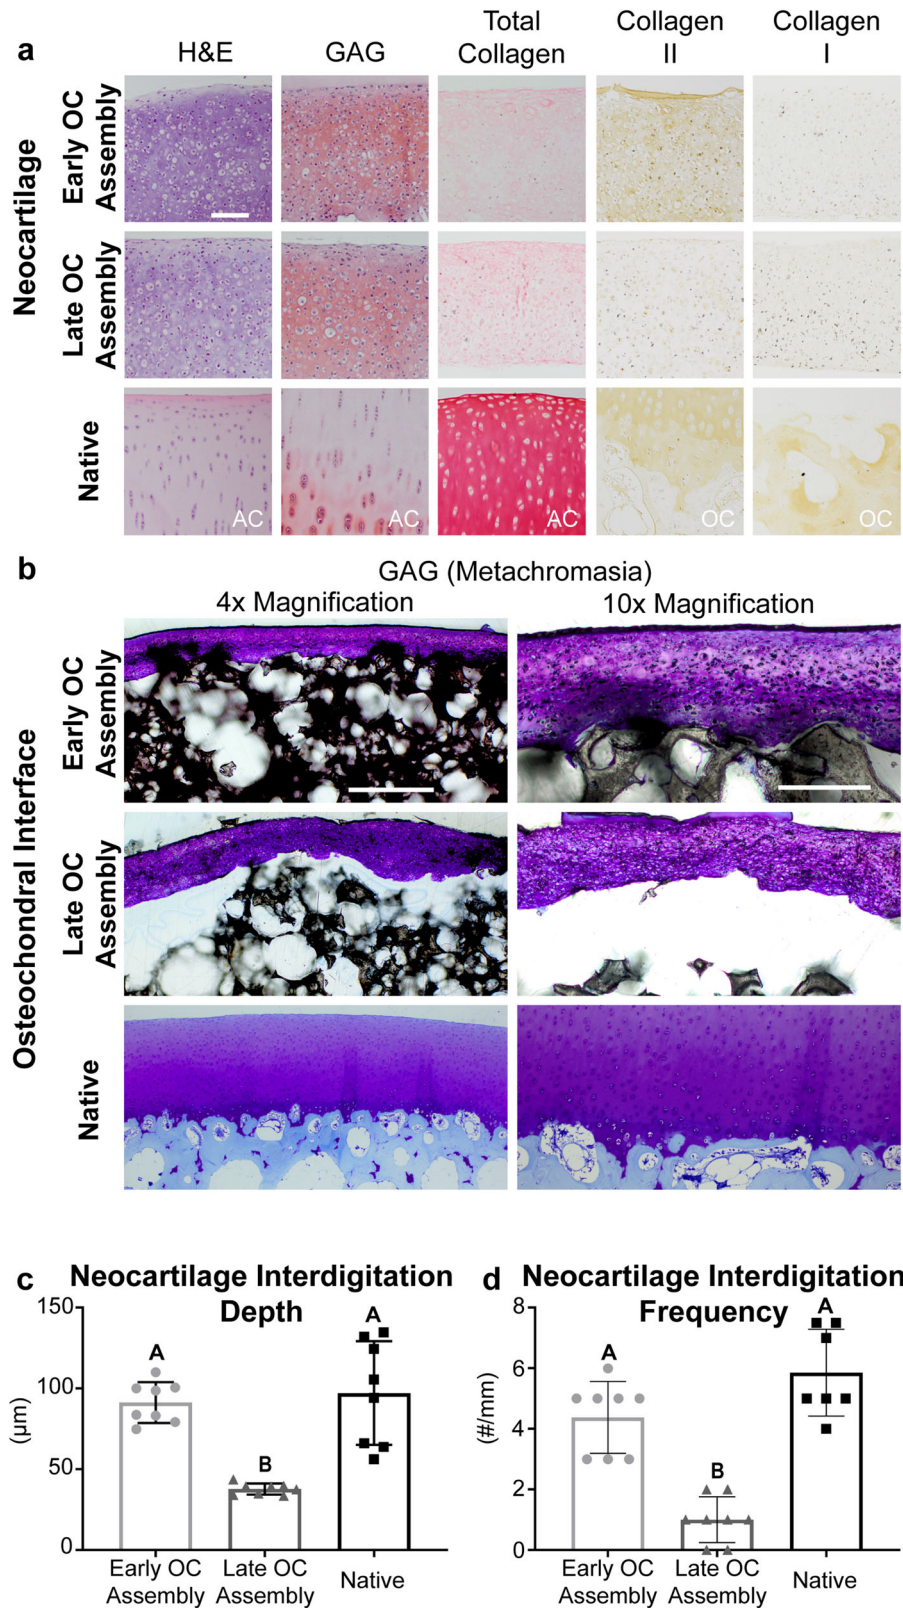 a
H&E
GAG
Total
Collagen
Collagen
II
Collagen
I
Neocartilage
Early OC
Assembly
Late OC
Assembly
Native
AC
AC
AC
OC
OC
b
GAG (Metachromasia)
4x Magnification
10x Magnification
Osteochondral Interface
Early OC
Assembly
Late OC
Assembly
Native
c
Neocartilage Interdigitation
Depth
(μm)
150
100
50
0
A
B
A
Early OC
Assembly
Late OC
Assembly
Native
d
Neocartilage Interdigitation
Frequency
(#/mm)
8
6
4
2
0
A
B
A
Early OC
Assembly
Late OC
Assembly
Native